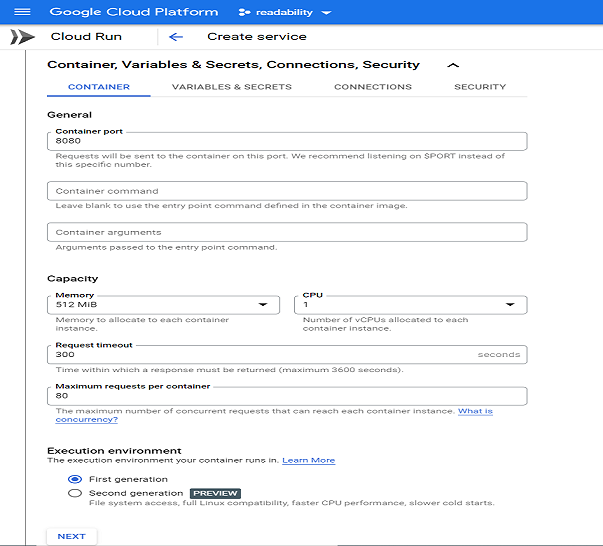 Google Cloud Platform readability
Cloud Run Create service
Container, Variables & Secrets, Connections, Security
CONTAINER VARIABLES & SECRETS CONNECTIONS SECURITY
General
Container port
8080
Requests will be sent to the container on this port. We recommend listening on $PORT instead of
this specific number.
Container command
Leave blank to use the entry point command defined in the container image.
Container arguments
Arguments passed to the entry point command.
Capacity
Memory CPU
512 MiB 1
Memory to allocate to each container Number of vCPUs allocated to each
instance. container instance.
Request timeout
300 seconds
Time within which a response must be returned (maximum 3600 seconds).
Maximum requests per container
80
The maximum number of concurrent requests that can reach each container instance. What is
concurrency?
Execution environment
The execution environment your container runs in. Learn More
First generation
Second generation PREVIEW
File system access, full Linux compatibility, faster CPU performance, slower cold starts.
NEXT